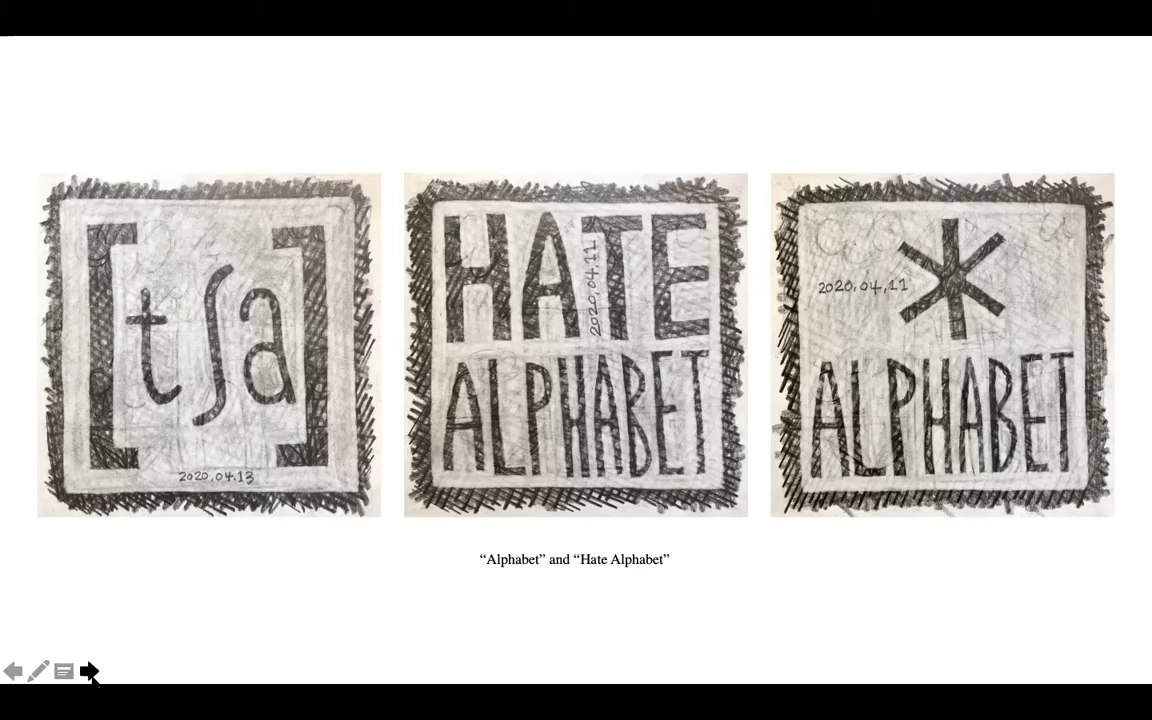 [tʃa]
2020.04.13
HATE
2020.04.11
ALPHABET
*
2020.04.11
ALPHABET
“Alphabet” and “Hate Alphabet”